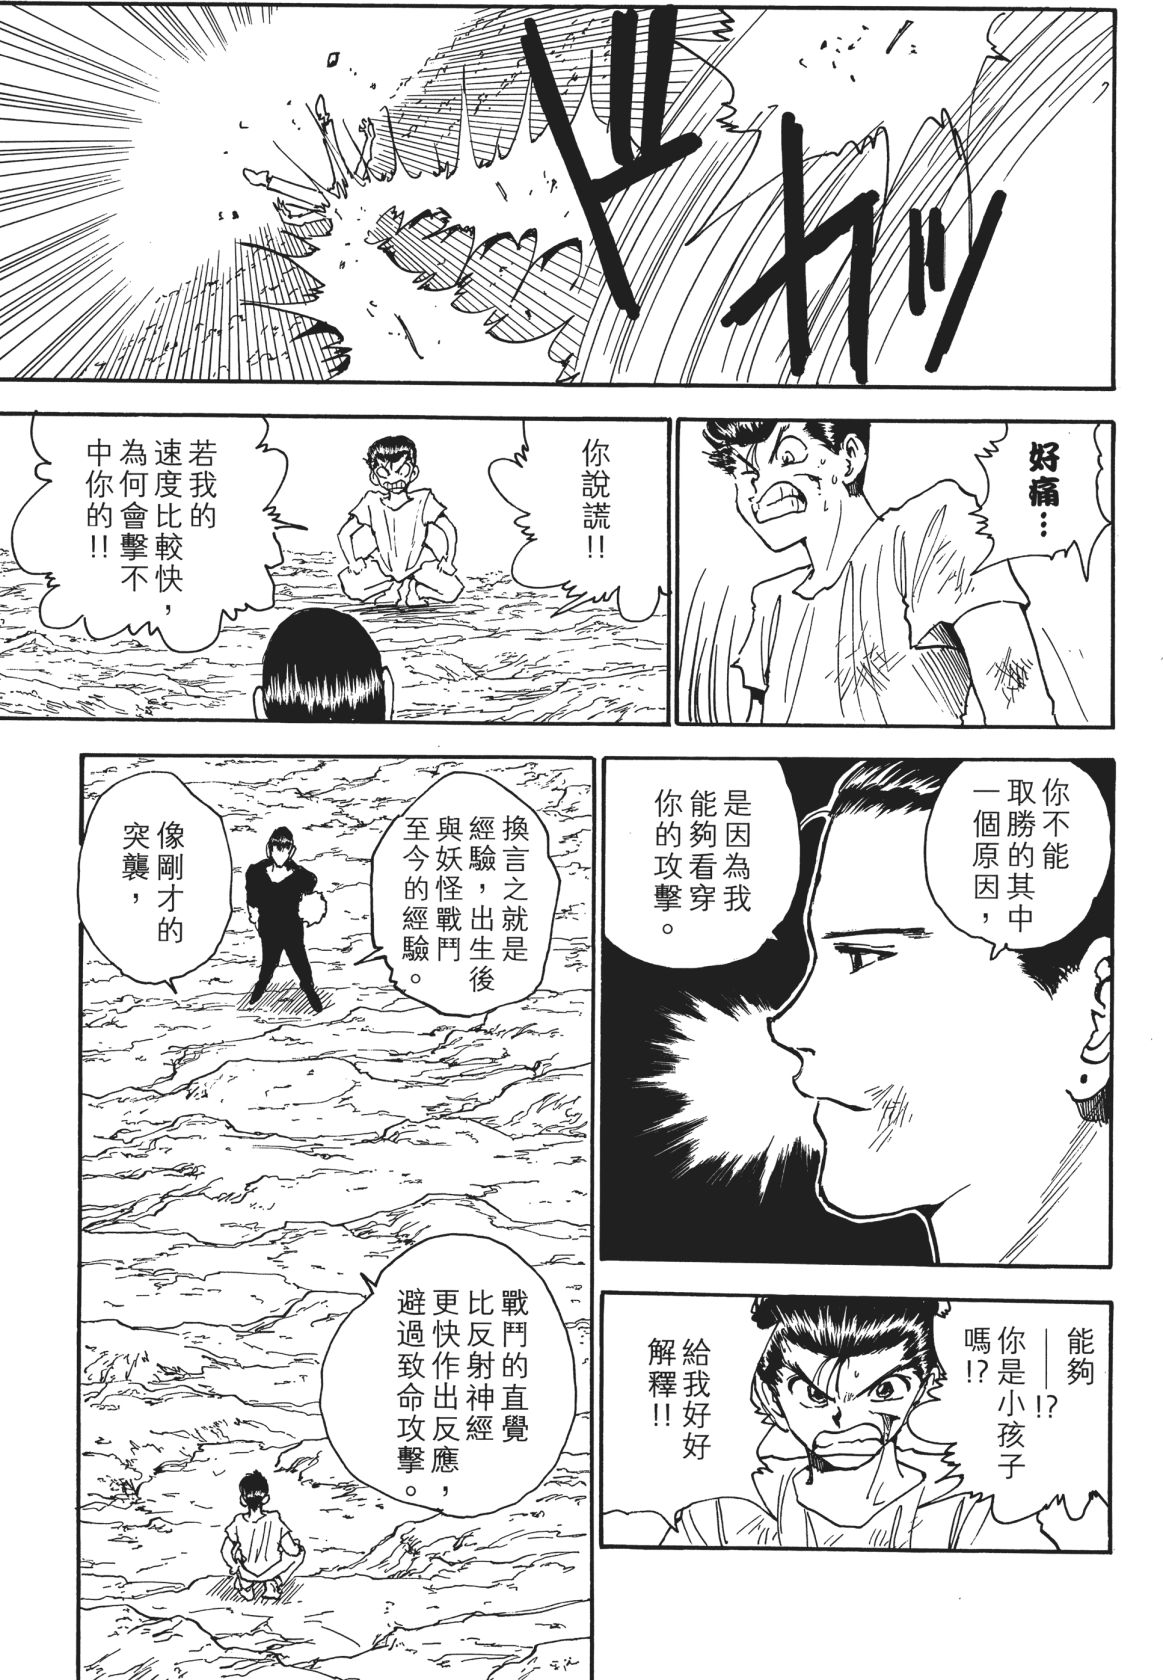 ドドカッ
好痛…
你說謊!!
若我的
速度比較快，
為何會擊不
中你的!!
你不能
取勝的其中
一個原因，
是因為我
能夠看穿
你的攻擊。
能夠
——!?
你是小孩子
嗎!?
給我好好
解釋!!
換言之就是
經驗，出生後
與妖怪戰鬥
至今的經驗。
像剛才的
突襲，
戰鬥的直覺
比反射神經
更快作出反應，
避過致命攻擊。